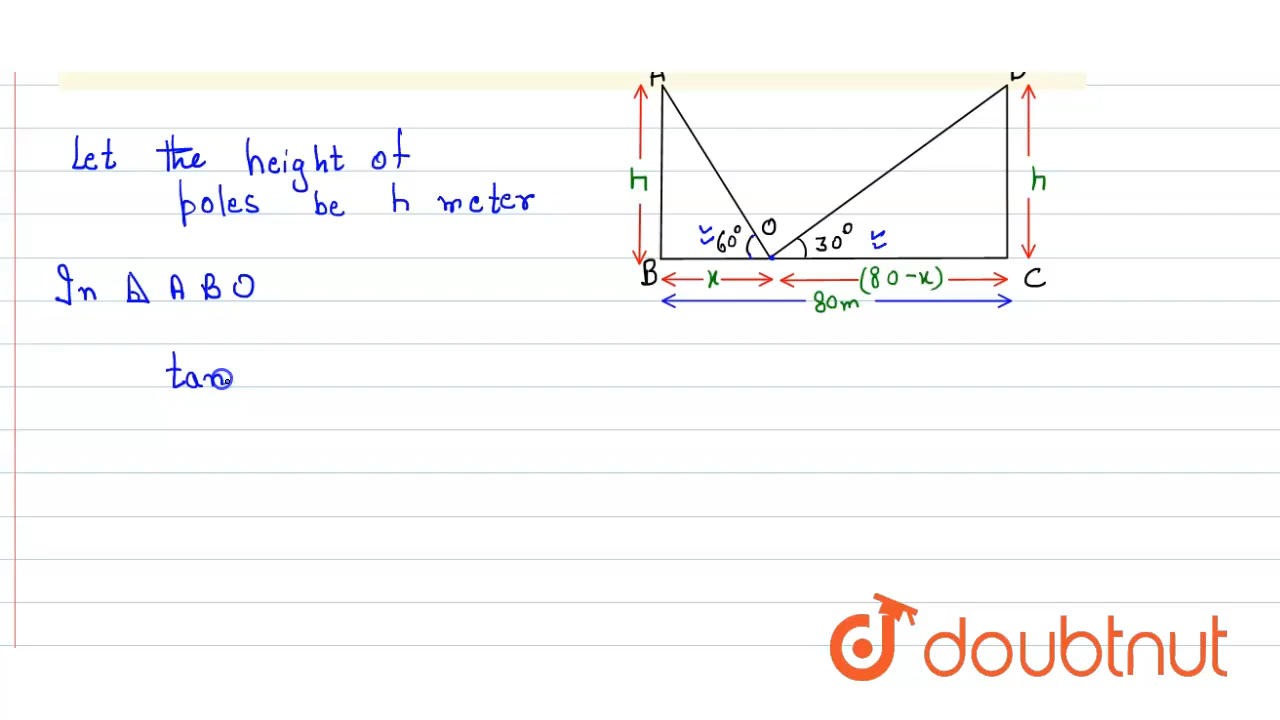 Let the height of
poles be h meter
In Δ ABO
tan
h
h
60°
O
30°
B
x
(80-x)
C
80m
doubtnut